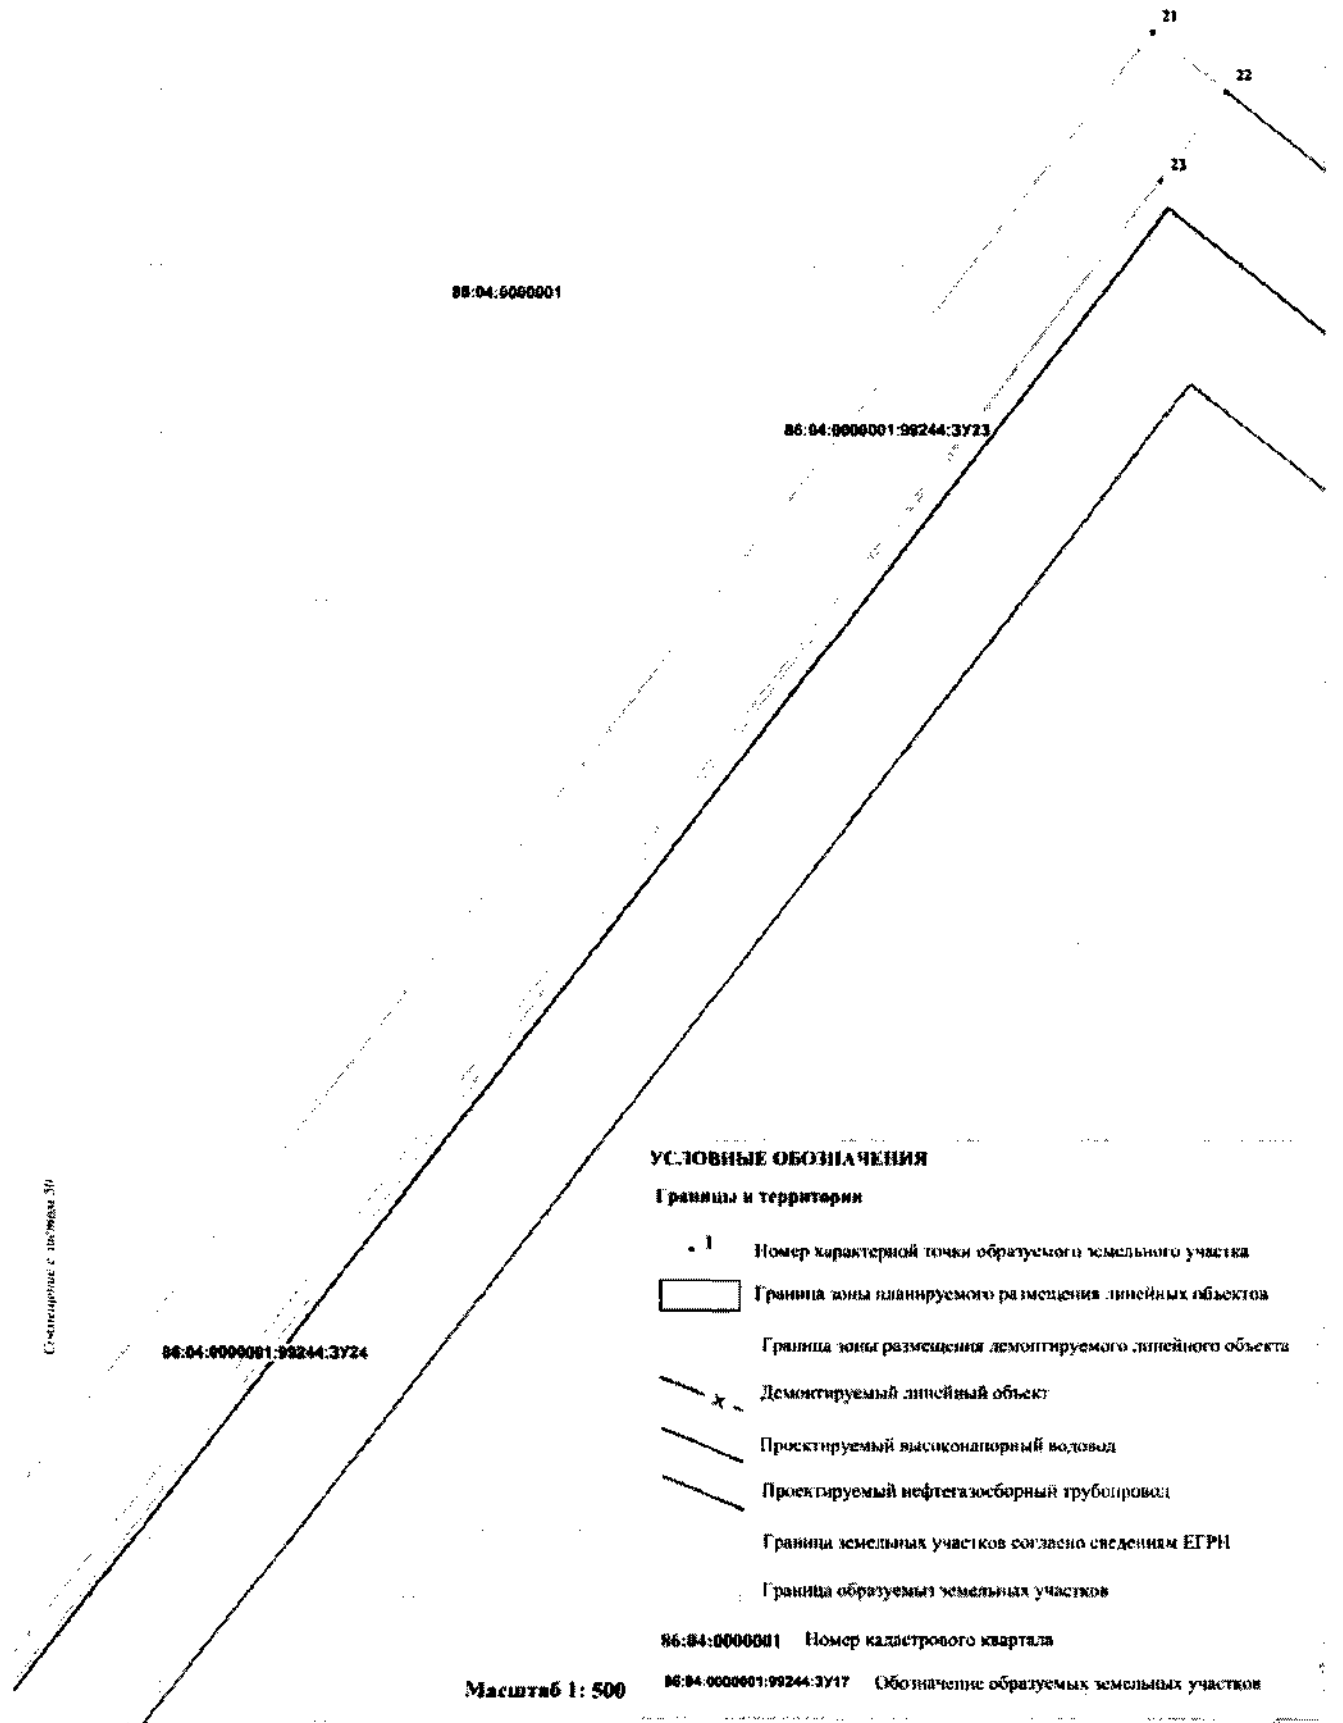 21
22
23
86:04:0000001
86:04:0000001:99244:ЗУ23
УСЛОВНЫЕ ОБОЗНАЧЕНИЯ
Границы и территории
1 Номер характерной точки образуемого земельного участка
Граница зоны планируемого размещения линейных объектов
Граница зоны размещения демонтируемого линейного объекта
х Демонтируемый линейный объект
Проектируемый высоконапорный водовод
Проектируемый нефтегазосборный трубопровод
Граница земельных участков согласно сведениям ЕГРН
Граница образуемыз земельных участков
86:04:0000001 Номер кадастрового квартала
86:04:0000001:99244:ЗУ17 Обозначение образуемых земельных участков
Совмещение с листом
86:04:0000001:99244:ЗУ24
Масштаб 1: 500